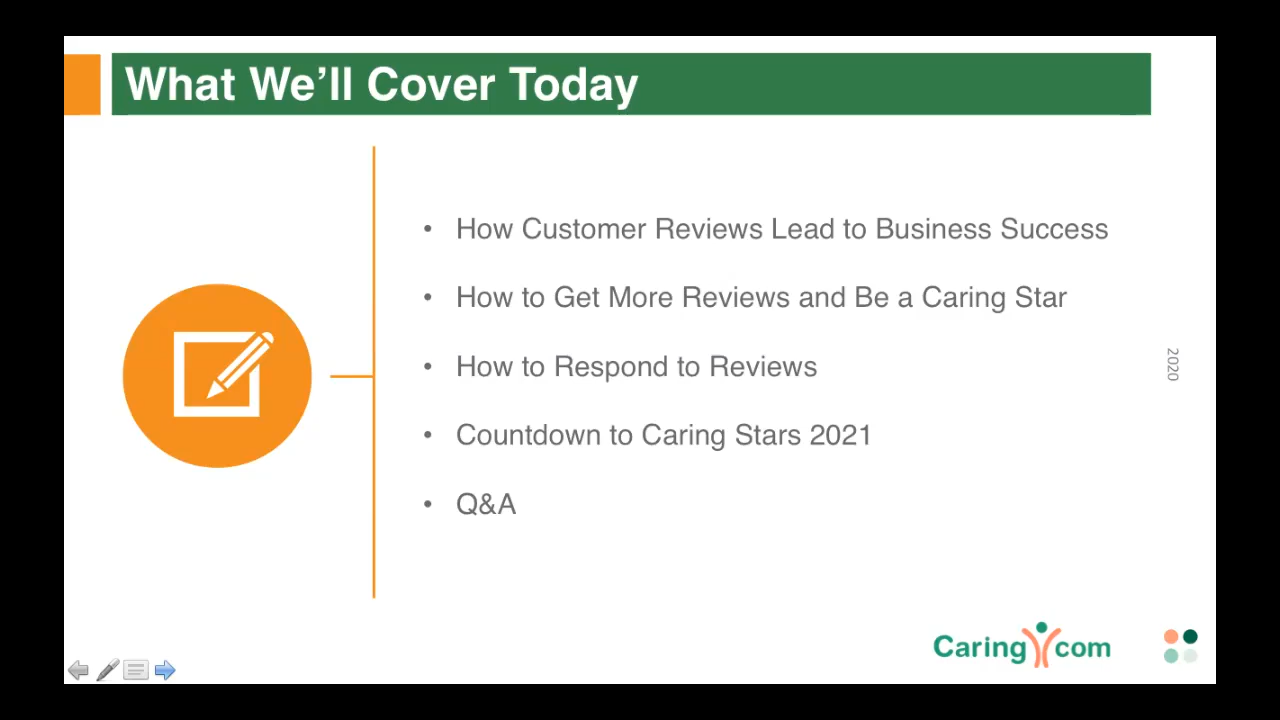 What We’ll Cover Today
• How Customer Reviews Lead to Business Success
• How to Get More Reviews and Be a Caring Star
• How to Respond to Reviews
• Countdown to Caring Stars 2021
• Q&A
2020
Caring com